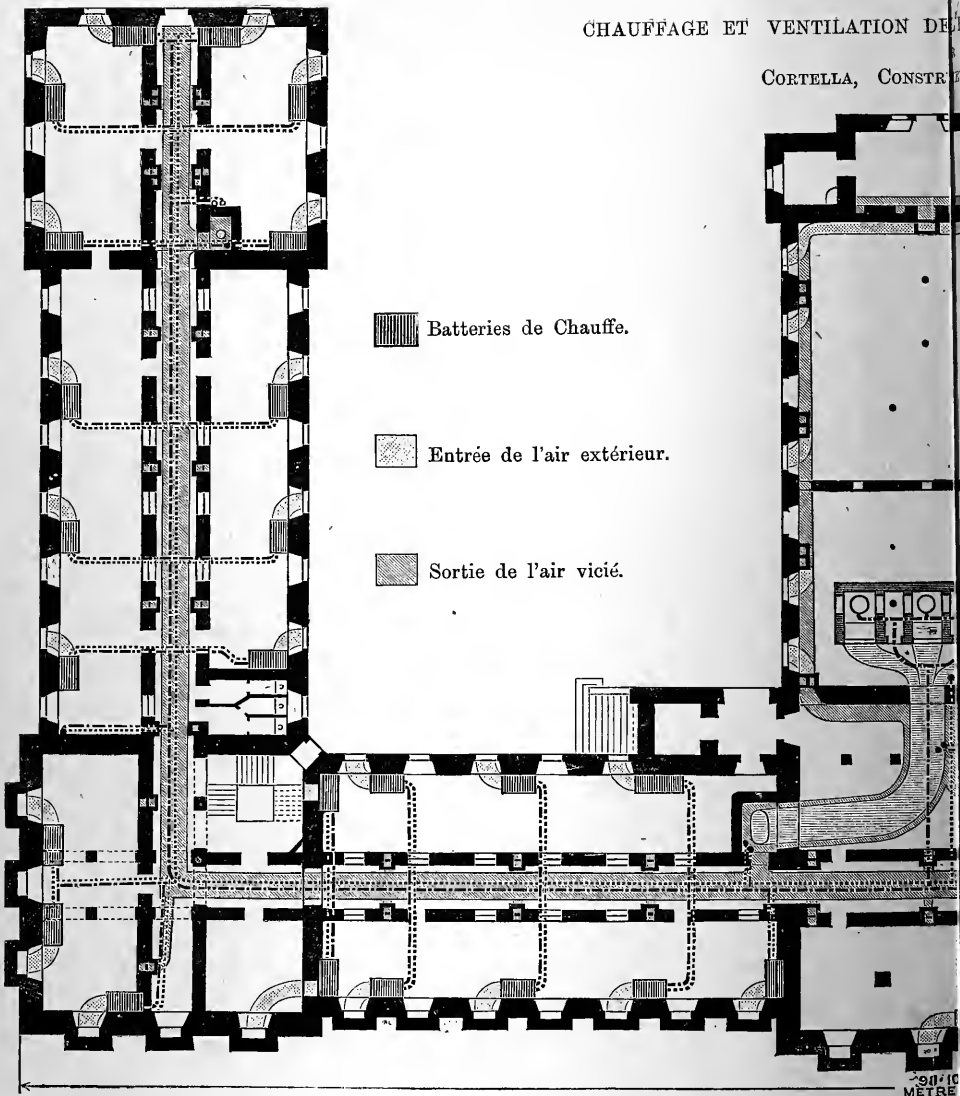 CHAUFFAGE ET VENTILATION DE
CORTELLA, CONSTR
Batteries de Chauffe.
Entrée de l'air extérieur.
Sortie de l'air vicié.
MÈTRE